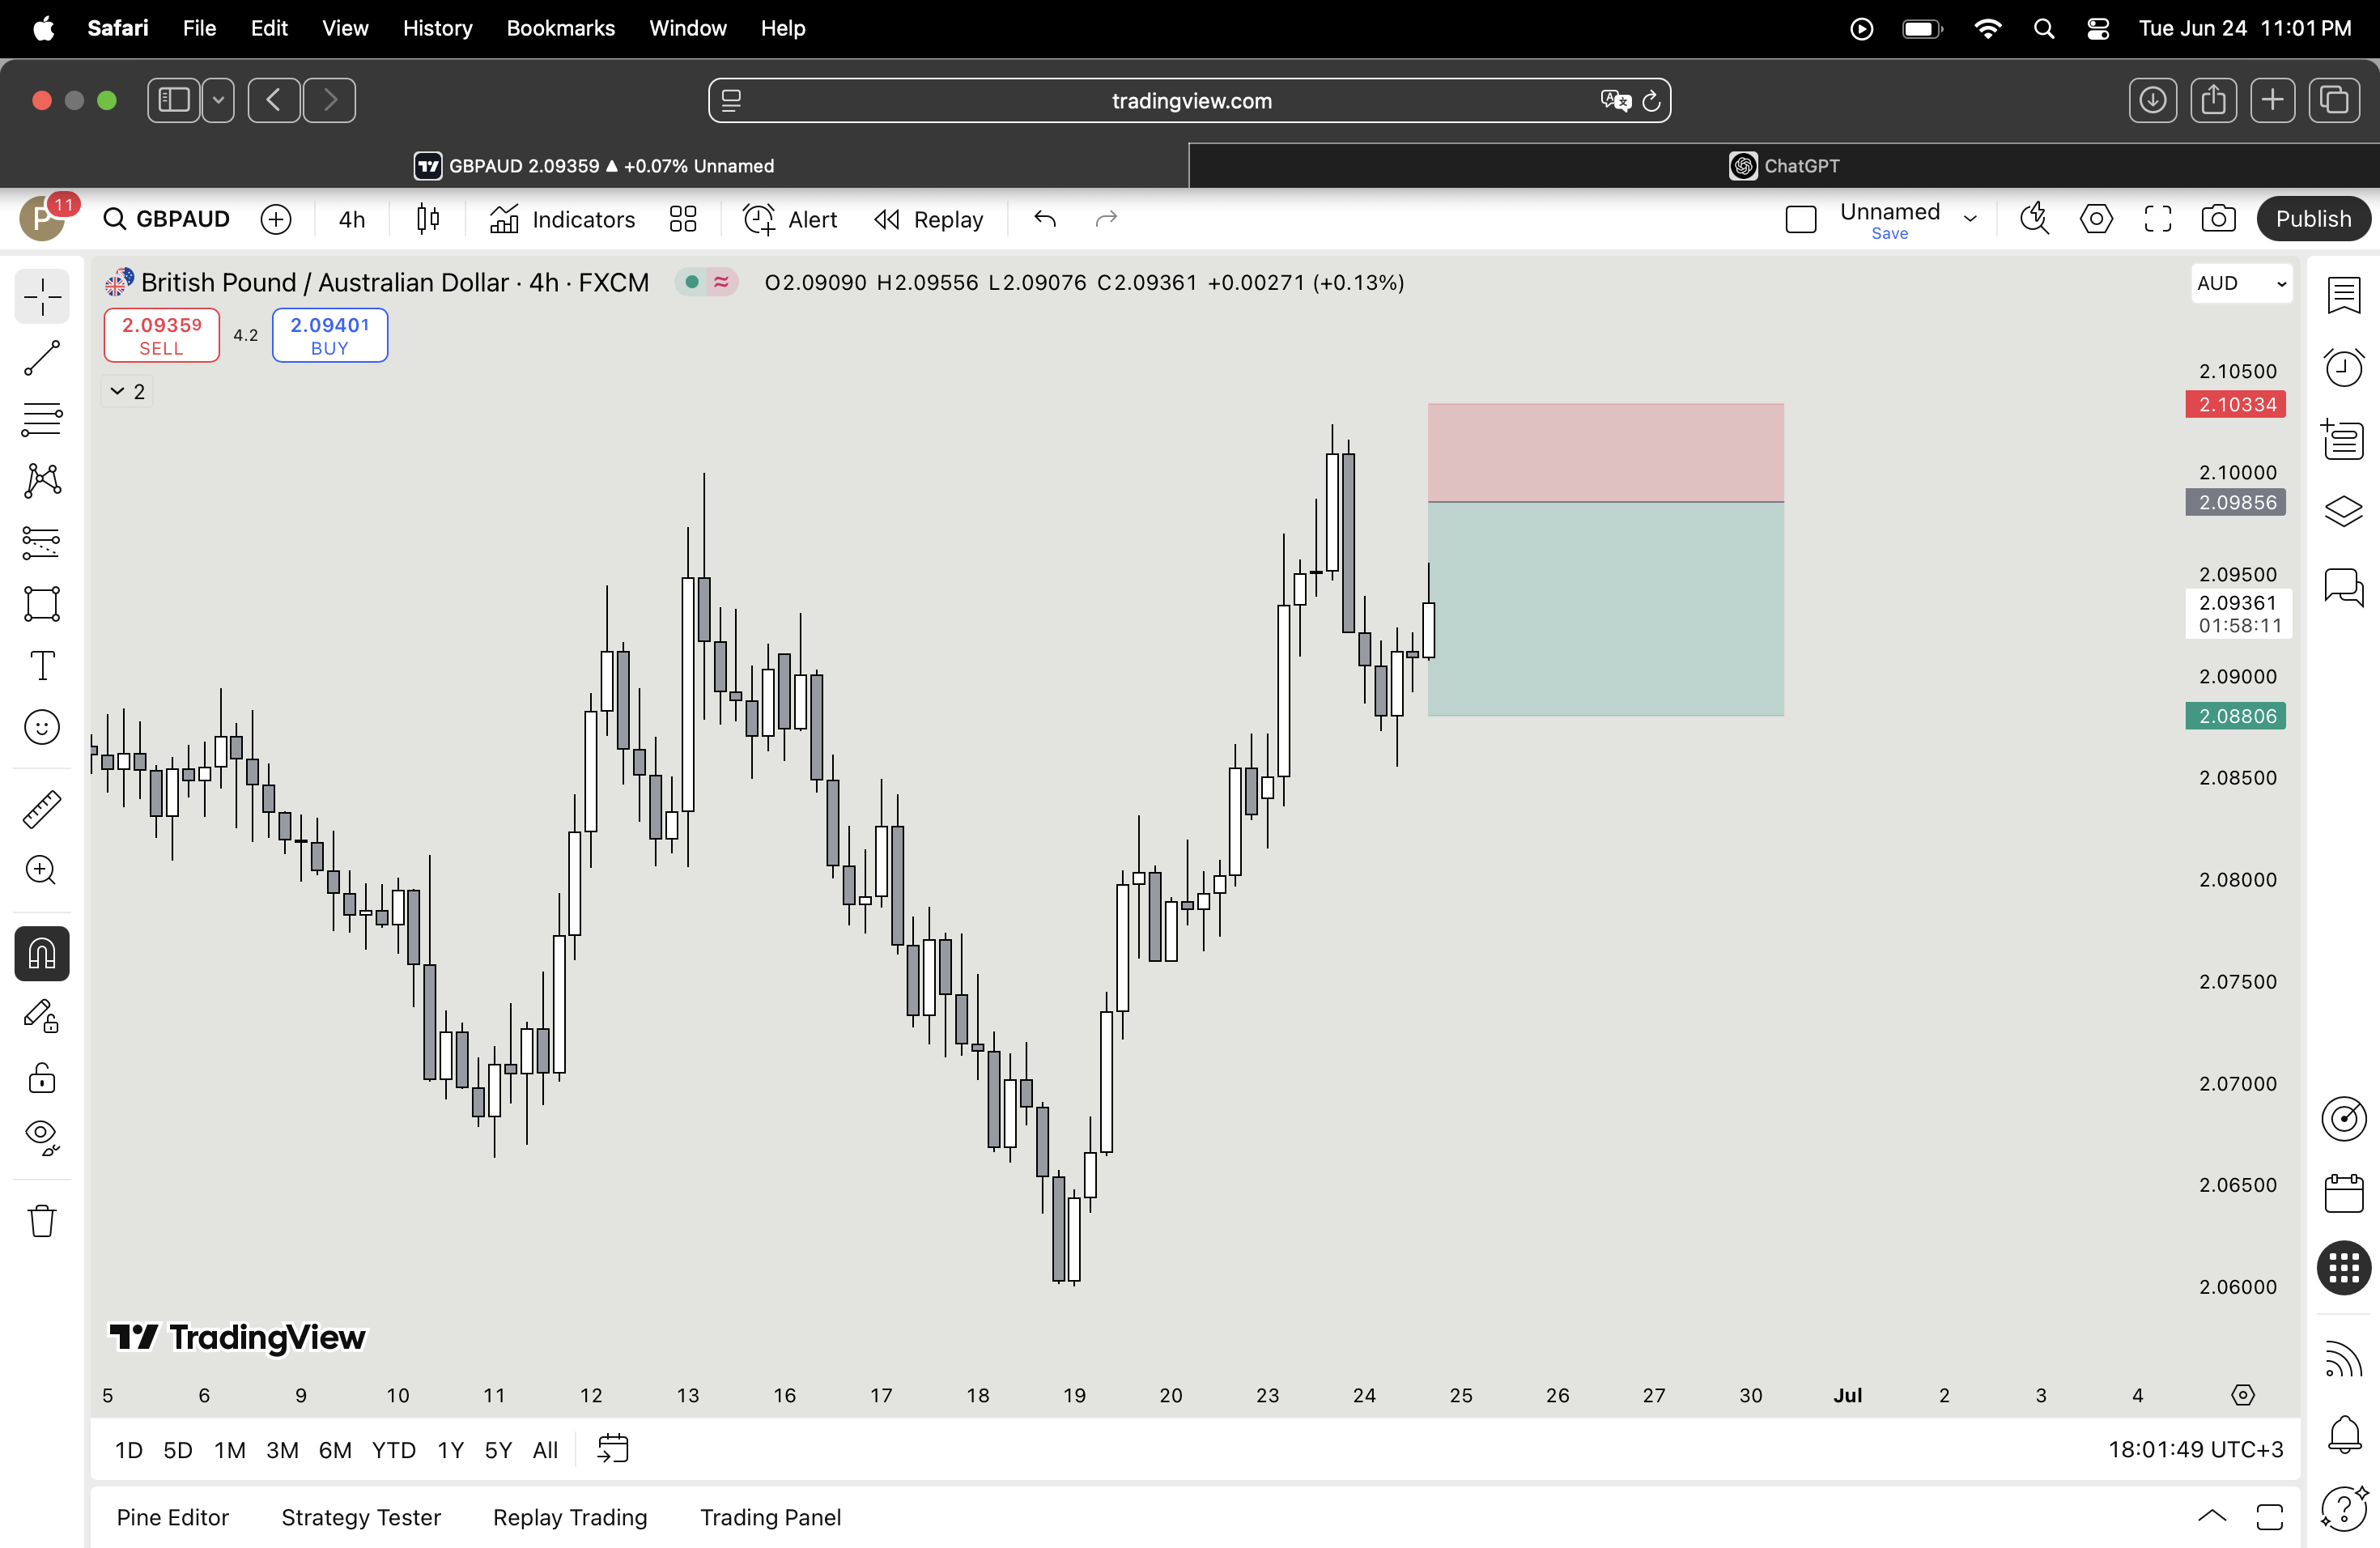 Safari File Edit View History Bookmarks Window Help Tue Jun 24 11:01 PM
tradingview.com
GBPAUD 2.09359 ▲ +0.07% Unnamed
ChatGPT
P 11 GBPAUD 4h Indicators Alert Replay Unnamed Save Publish
British Pound / Australian Dollar · 4h · FXCM O2.09090 H2.09556 L2.09076 C2.09361 +0.00271 (+0.13%)
AUD
2.09359 SELL 4.2 2.09401 BUY
2
2.10500
2.10334
2.10000
2.09856
2.09500
2.09361
01:58:11
2.09000
2.08806
2.08500
2.08000
2.07500
2.07000
2.06500
2.06000
TradingView
5 6 9 10 11 12 13 16 17 18 19 20 23 24 25 26 27 30 Jul 2 3 4
1D 5D 1M 3M 6M YTD 1Y 5Y All 18:01:49 UTC+3
Pine Editor Strategy Tester Replay Trading Trading Panel